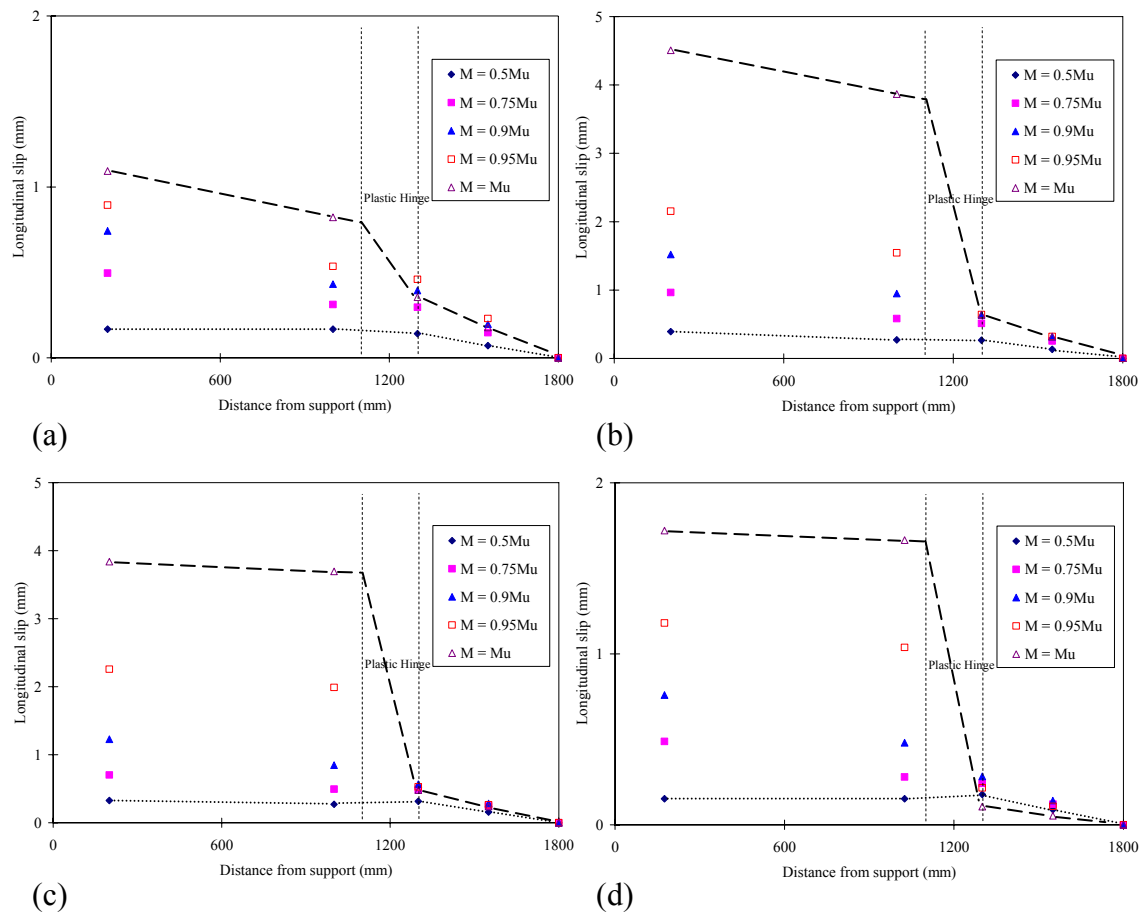 2
1
0
0
600
1200
1800
Longitudinal slip (mm)
Distance from support (mm)
Plastic Hinge
M = 0.5Mu
M = 0.75Mu
M = 0.9Mu
M = 0.95Mu
M = Mu
(a)
5
4
3
2
1
0
0
600
1200
1800
Longitudinal slip (mm)
Distance from support (mm)
Plastic Hinge
M = 0.5Mu
M = 0.75Mu
M = 0.9Mu
M = 0.95Mu
M = Mu
(b)
5
4
3
2
1
0
0
600
1200
1800
Longitudinal slip (mm)
Distance from support (mm)
Plastic Hinge
M = 0.5Mu
M = 0.75Mu
M = 0.9Mu
M = 0.95Mu
M = Mu
(c)
2
1
0
0
600
1200
1800
Longitudinal slip (mm)
Distance from support (mm)
Plastic Hinge
M = 0.5Mu
M = 0.75Mu
M = 0.9Mu
M = 0.95Mu
M = Mu
(d)